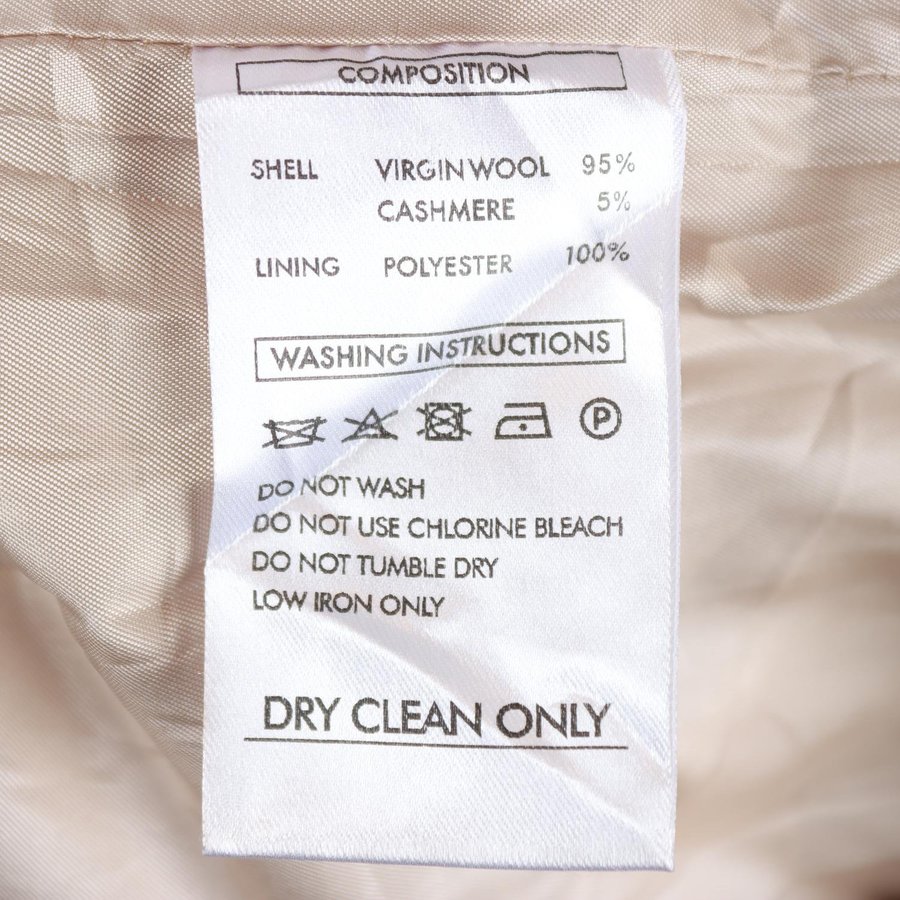 COMPOSITION
SHELL VIRGIN WOOL 95%
CASHMERE 5%
LINING POLYESTER 100%
WASHING INSTRUCTIONS
P
DO NOT WASH
DO NOT USE CHLORINE BLEACH
DO NOT TUMBLE DRY
LOW IRON ONLY
DRY CLEAN ONLY